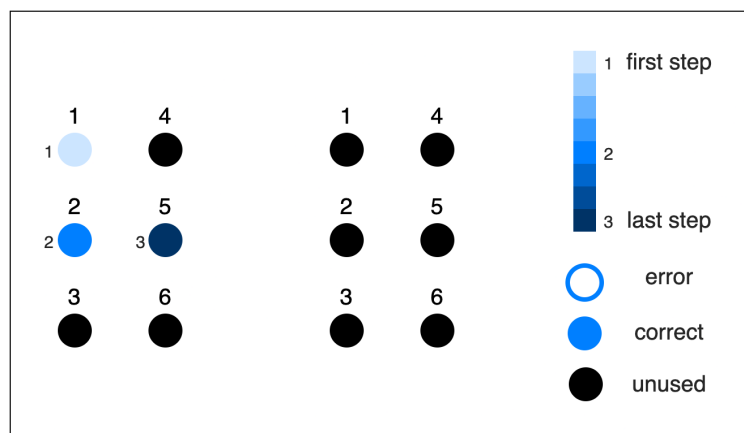 1 4 1 4
1
2 5 2 5
2 3
3 6 3 6
1 first step
2
3 last step
error
correct
unused